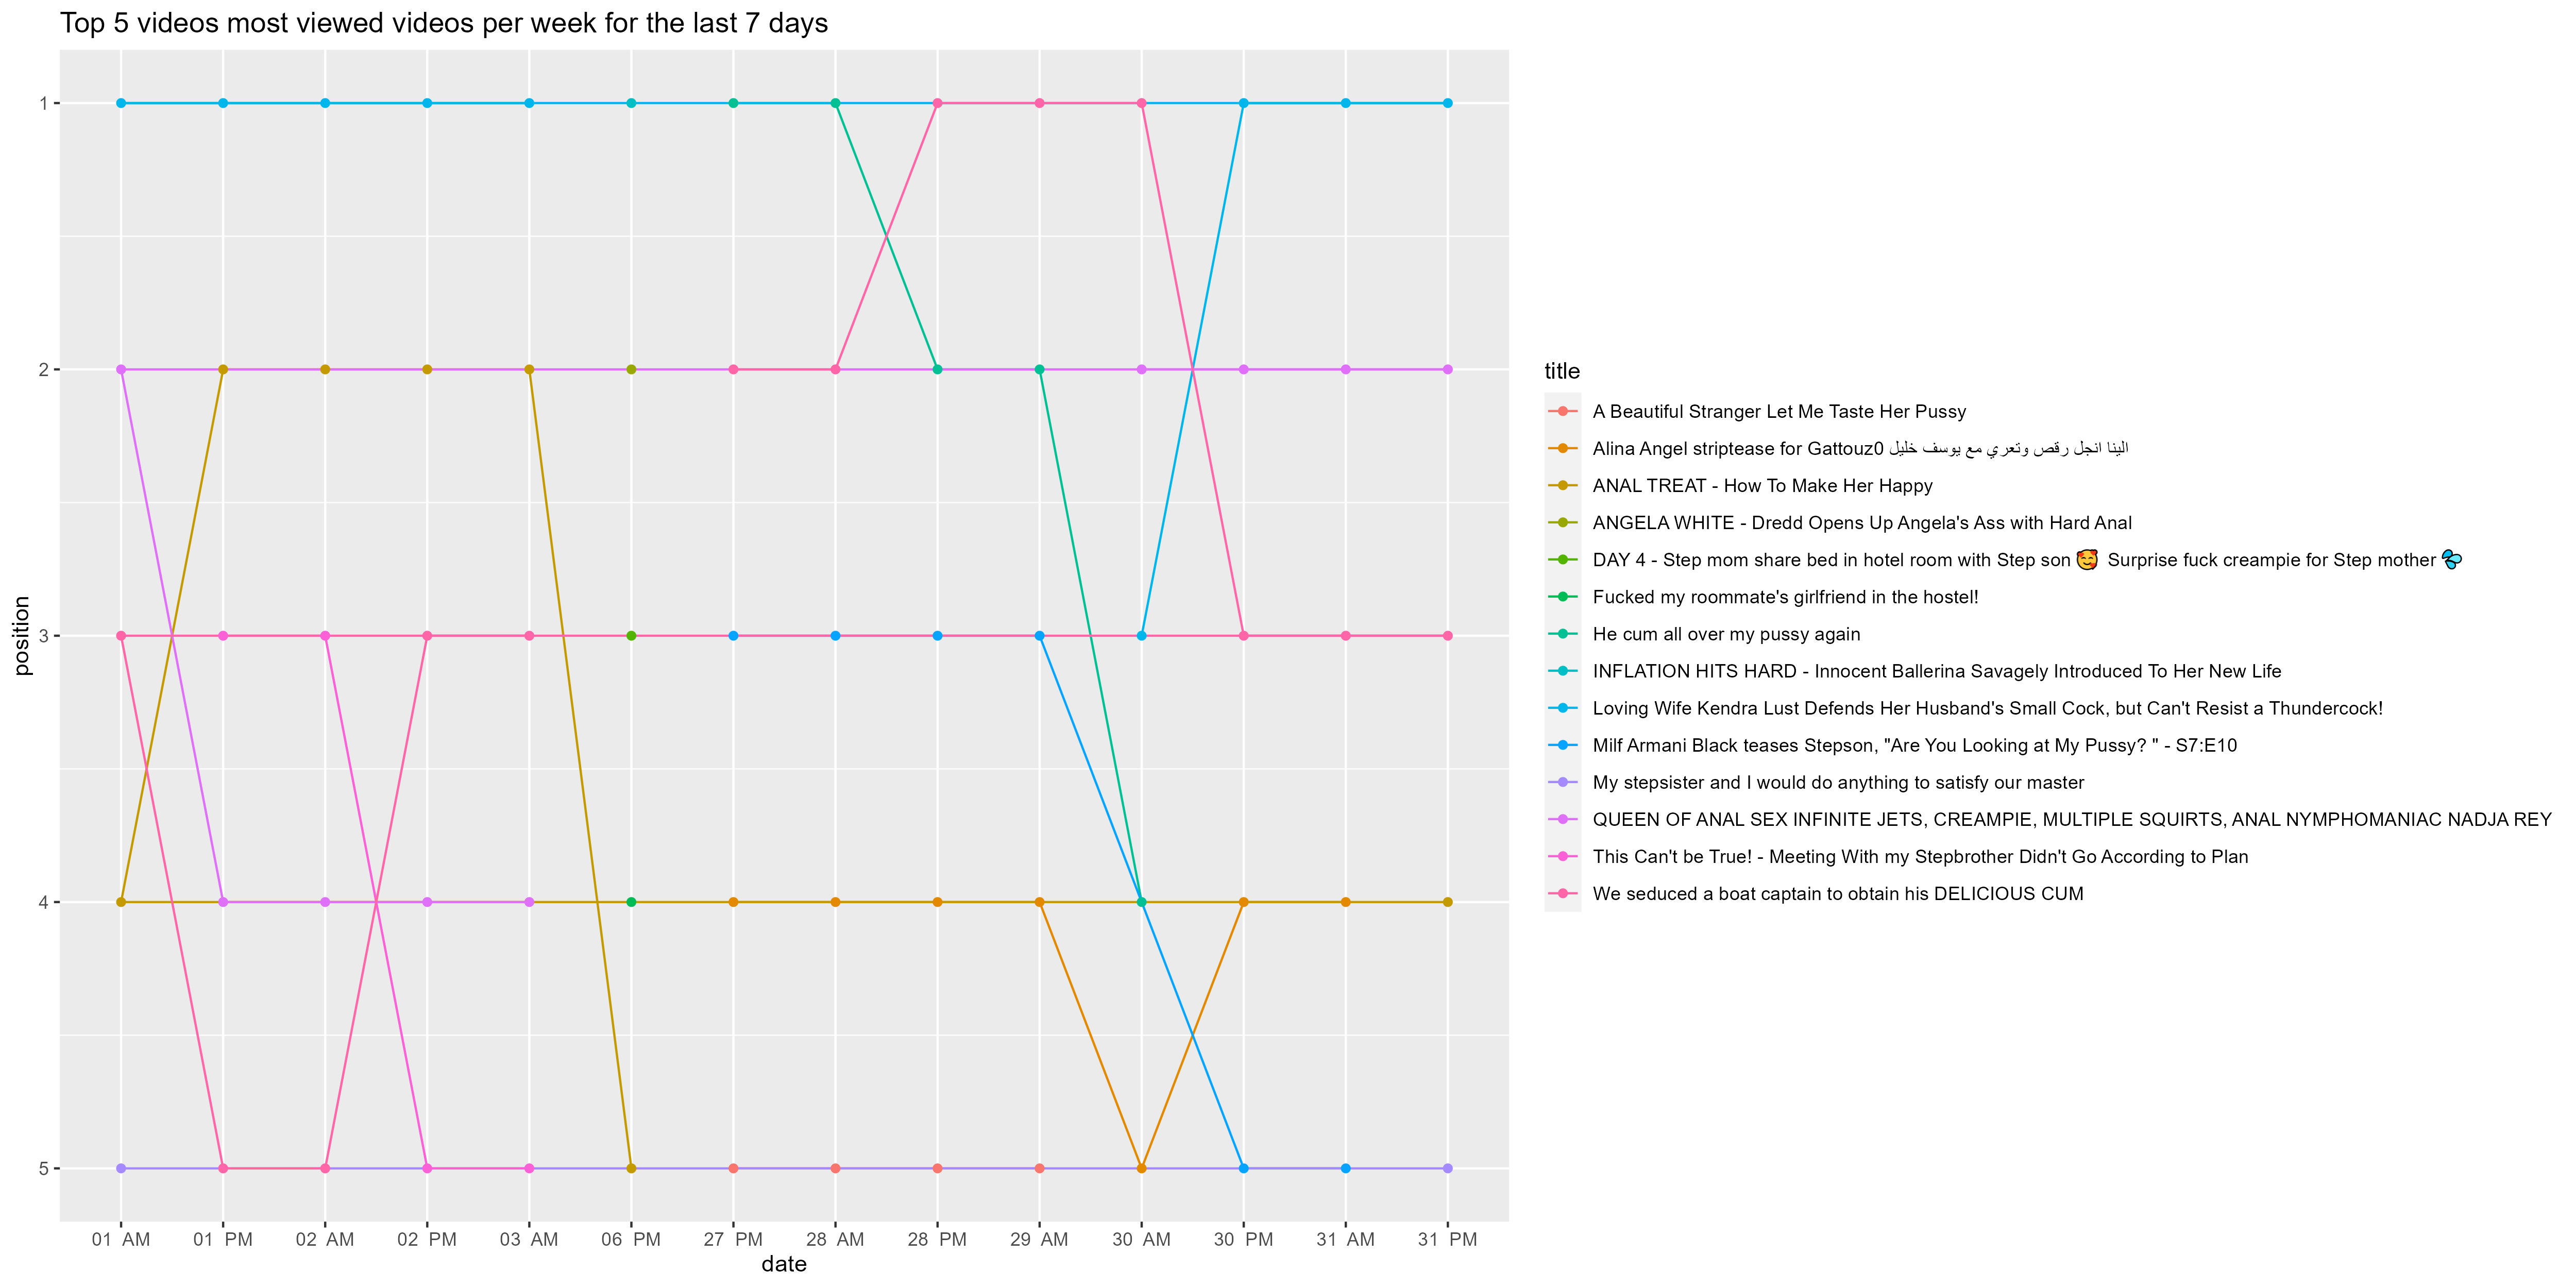 Top 5 videos most viewed videos per week for the last 7 days
position
1
2
3
4
5
01 AM 01 PM 02 AM 02 PM 03 AM 06 PM 27 PM 28 AM 28 PM 29 AM 30 AM 30 PM 31 AM 31 PM
date
title
A Beautiful Stranger Let Me Taste Her Pussy
Alina Angel striptease for Gattouz0 الينا انجل رقص وتعري مع يوسف خليل
ANAL TREAT - How To Make Her Happy
ANGELA WHITE - Dredd Opens Up Angela's Ass with Hard Anal
DAY 4 - Step mom share bed in hotel room with Step son 🥰 Surprise fuck creampie for Step mother 💦
Fucked my roommate's girlfriend in the hostel!
He cum all over my pussy again
INFLATION HITS HARD - Innocent Ballerina Savagely Introduced To Her New Life
Loving Wife Kendra Lust Defends Her Husband's Small Cock, but Can't Resist a Thundercock!
Milf Armani Black teases Stepson, "Are You Looking at My Pussy? " - S7:E10
My stepsister and I would do anything to satisfy our master
QUEEN OF ANAL SEX INFINITE JETS, CREAMPIE, MULTIPLE SQUIRTS, ANAL NYMPHOMANIAC NADJA REY
This Can't be True! - Meeting With my Stepbrother Didn't Go According to Plan
We seduced a boat captain to obtain his DELICIOUS CUM